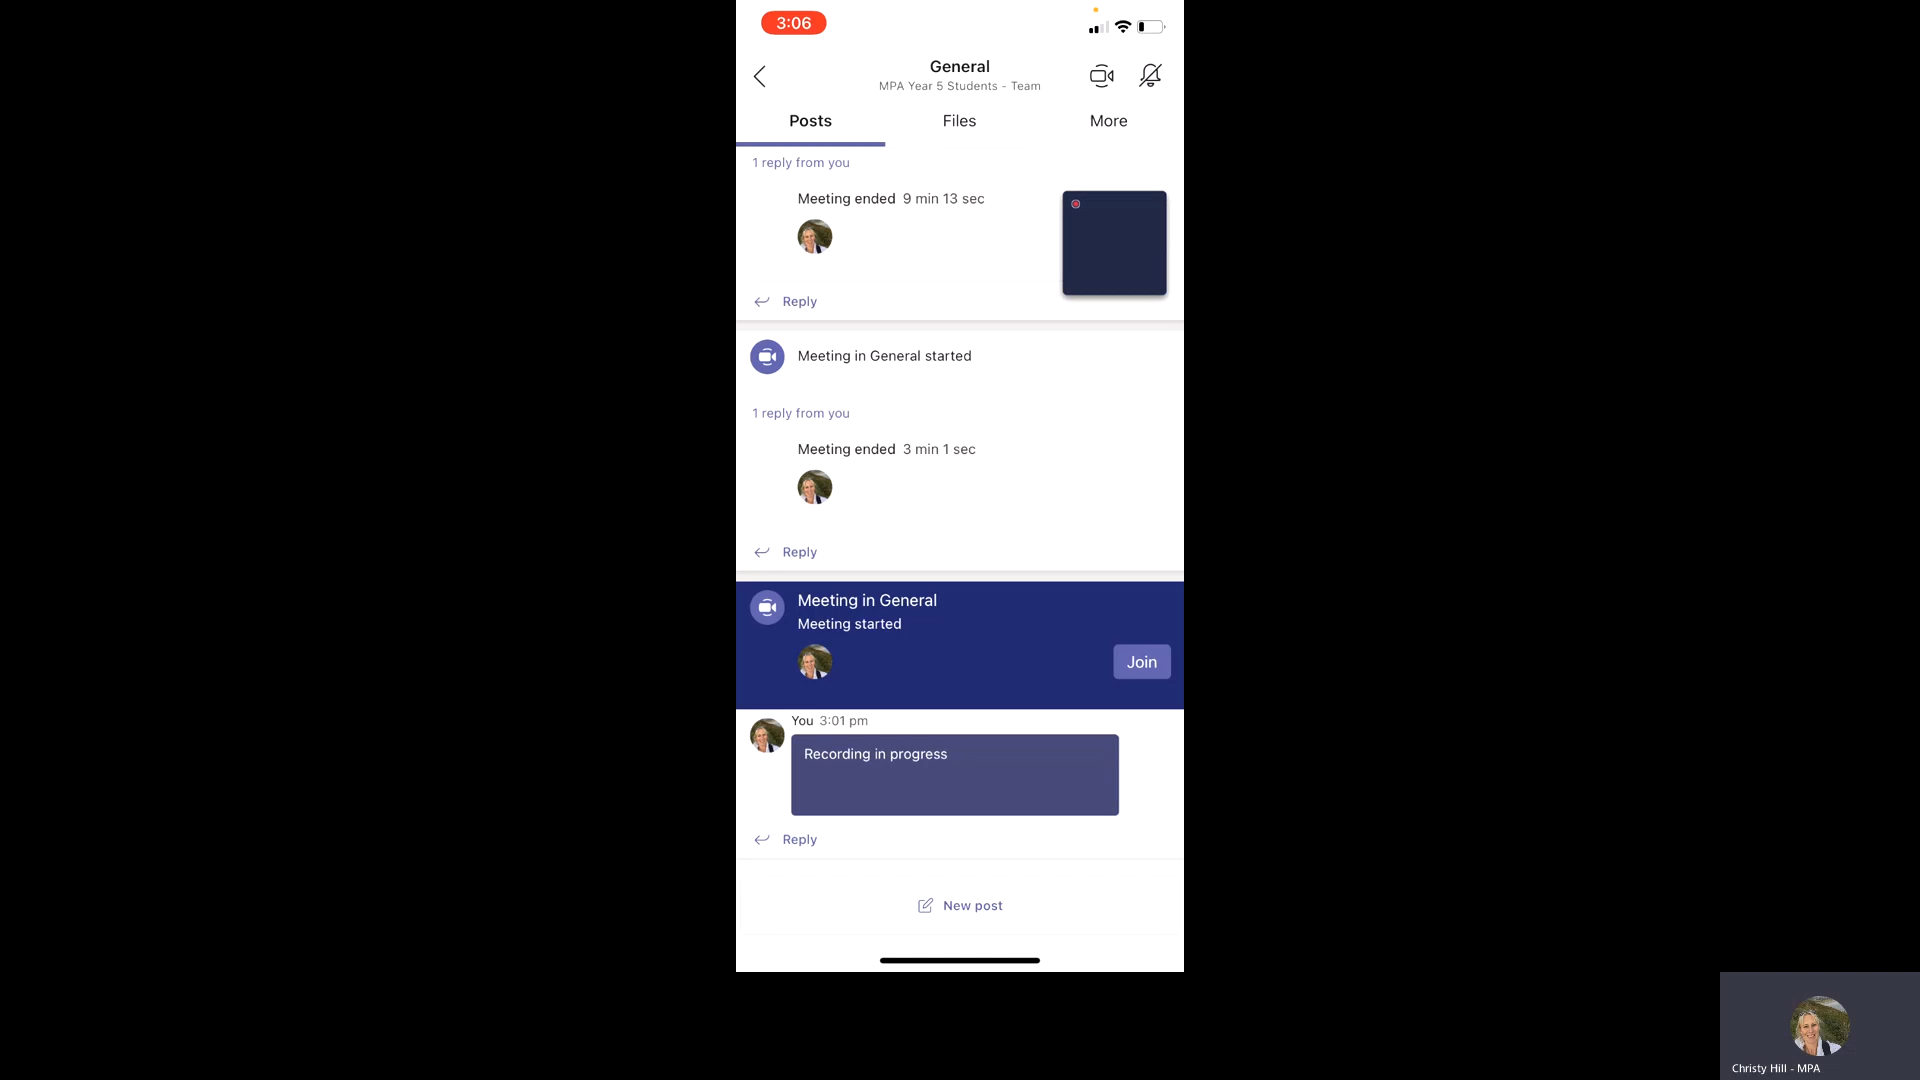 3:06
General
MPA Year 5 Students - Team
Posts
Files
More
1 reply from you
Meeting ended 9 min 13 sec
Reply
Meeting in General started
1 reply from you
Meeting ended 3 min 1 sec
Reply
Meeting in General
Meeting started
Join
You 3:01 pm
Recording in progress
Reply
New post
Christy Hill - MPA